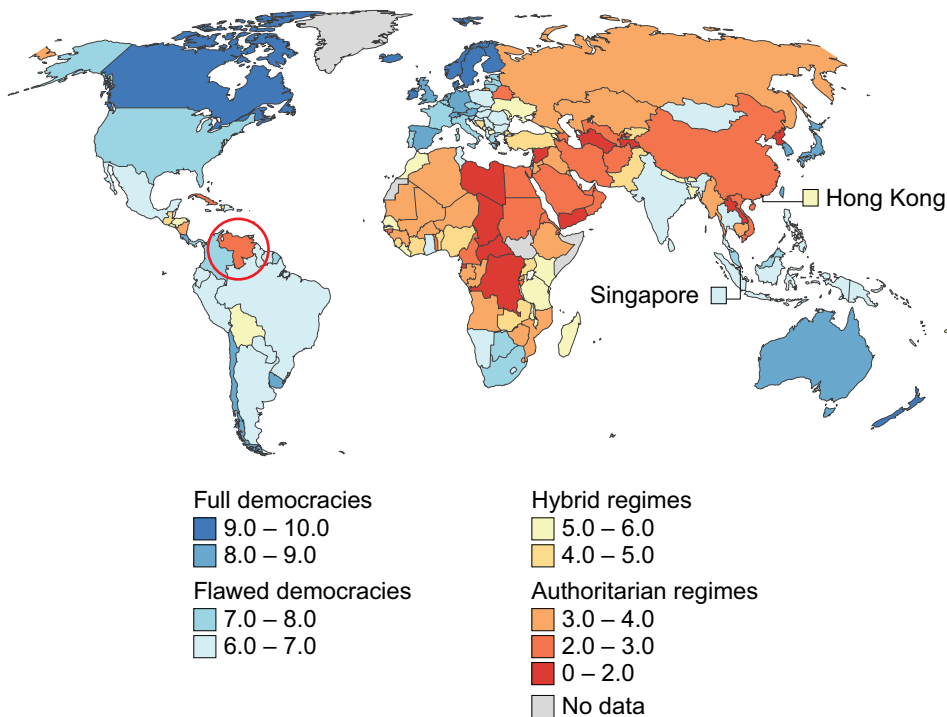 Hong Kong
Singapore
Full democracies
9.0 – 10.0
8.0 – 9.0
Flawed democracies
7.0 – 8.0
6.0 – 7.0
Hybrid regimes
5.0 – 6.0
4.0 – 5.0
Authoritarian regimes
3.0 – 4.0
2.0 – 3.0
0 – 2.0
No data